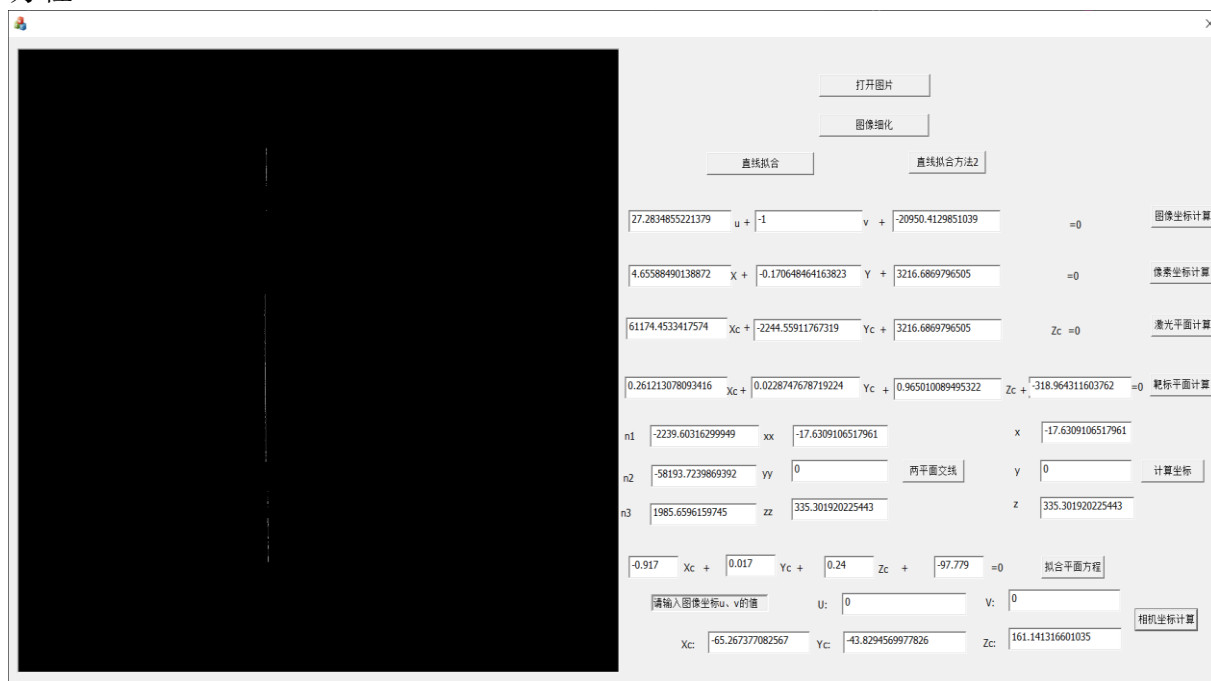 打开图片
图像细化
直线拟合 直线拟合方法2
27.2834855221379 u + -1 v + -20950.4129851039 =0 图像坐标计算
4.65588490138872 X + -0.170648464163823 Y + 3216.6869796505 =0 像素坐标计算
61174.4533417574 Xc + -2244.55911767319 Yc + 3216.6869796505 Zc =0 激光平面计算
0.261213078093416 Xc + 0.0228747678719224 Yc + 0.965010089495322 Zc + -318.964311603762 =0 靶标平面计算
n1 -2239.60316299949 xx -17.6309106517961 x -17.6309106517961
n2 -58193.7239869392 yy 0 两平面交线 y 0 计算坐标
n3 1985.6596159745 zz 335.301920225443 z 335.301920225443
-0.917 Xc + 0.017 Yc + 0.24 Zc + -97.779 =0 拟合平面方程
请输入图像坐标u、v的值 U: 0 V: 0
相机坐标计算
Xc: -65.267377082567 Yc: -43.8294569977826 Zc: 161.141316601035